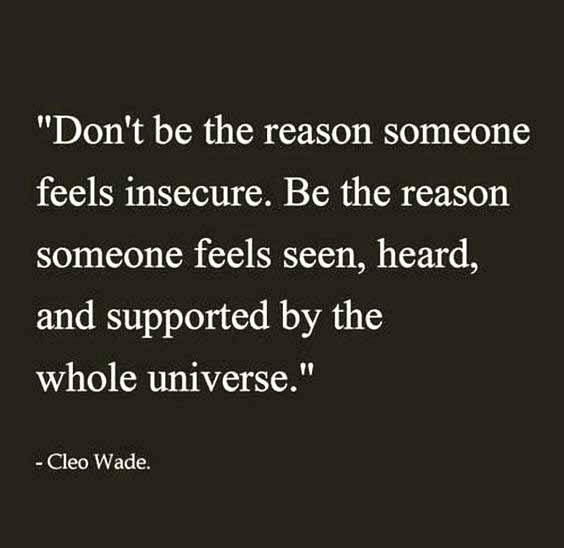 "Don't be the reason someone
feels insecure. Be the reason
someone feels seen, heard,
and supported by the
whole universe."
- Cleo Wade.